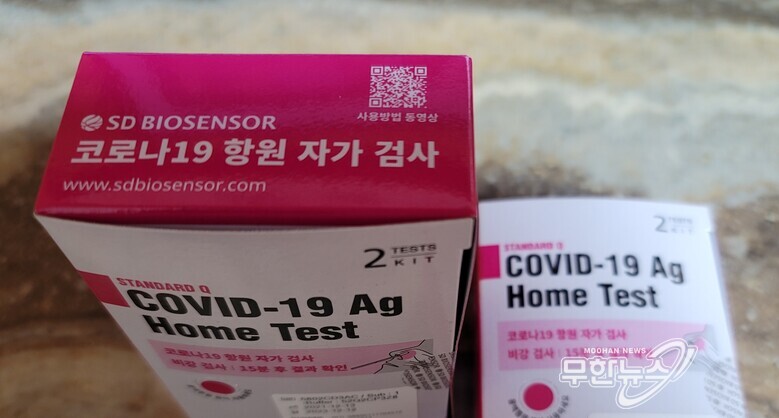 SD BIOSENSOR
사용방법 동영상
코로나19 항원 자가 검사
www.sdbiosensor.com
2 TESTS
KIT
STANDARD Q
COVID-19 Ag
Home Test
코로나19 항원 자가 검사
비강 검사 : 15분 후 결과 확인
2 TESTS
KIT
STANDARD Q
COVID-19 Ag
Home Test
코로나19 항원 자가 검사
비강 검사 : 15
MOOHAN NEWS
무한뉴스